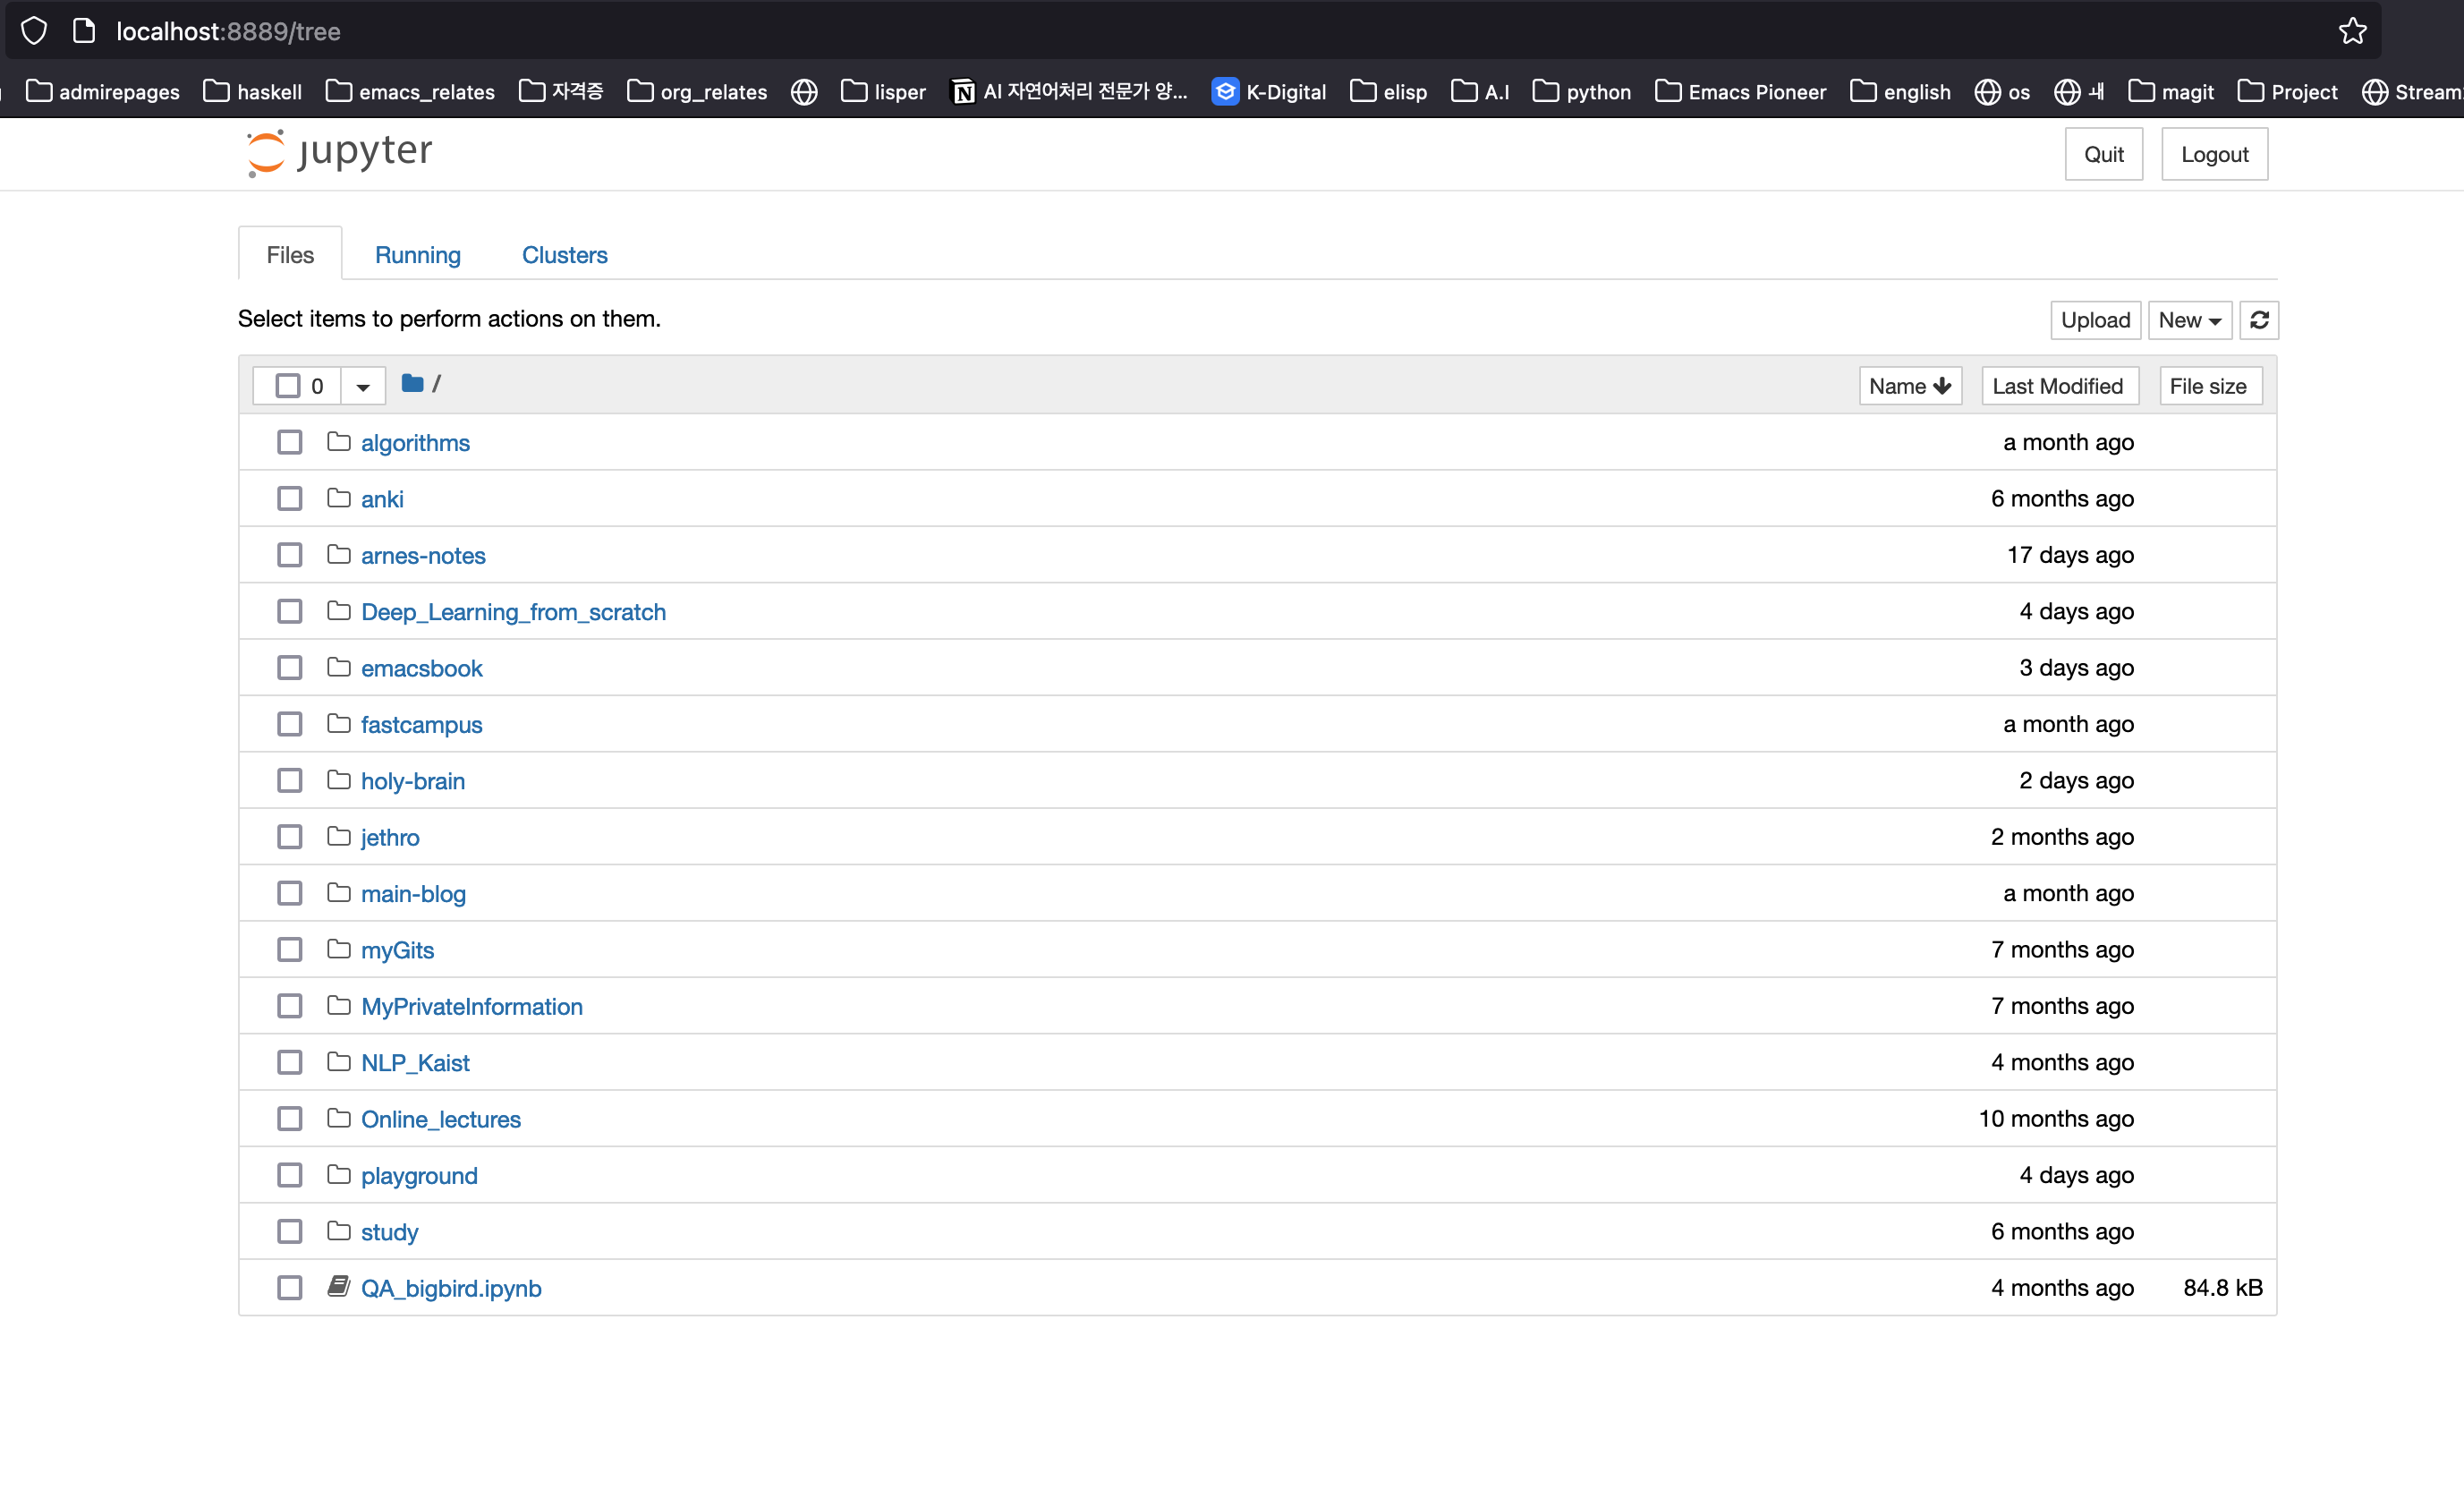 localhost:8889/tree
admirepages haskell emacs_relates 자격증 org_relates lisper AI 자연어처리 전문가 양... K-Digital elisp A.I python Emacs Pioneer english os ㅙ magit Project Stream
jupyter Quit Logout
Files Running Clusters
Select items to perform actions on them. Upload New
0 / Name Last Modified File size
algorithms a month ago
anki 6 months ago
arnes-notes 17 days ago
Deep_Learning_from_scratch 4 days ago
emacsbook 3 days ago
fastcampus a month ago
holy-brain 2 days ago
jethro 2 months ago
main-blog a month ago
myGits 7 months ago
MyPrivateInformation 7 months ago
NLP_Kaist 4 months ago
Online_lectures 10 months ago
playground 4 days ago
study 6 months ago
QA_bigbird.ipynb 4 months ago 84.8 kB